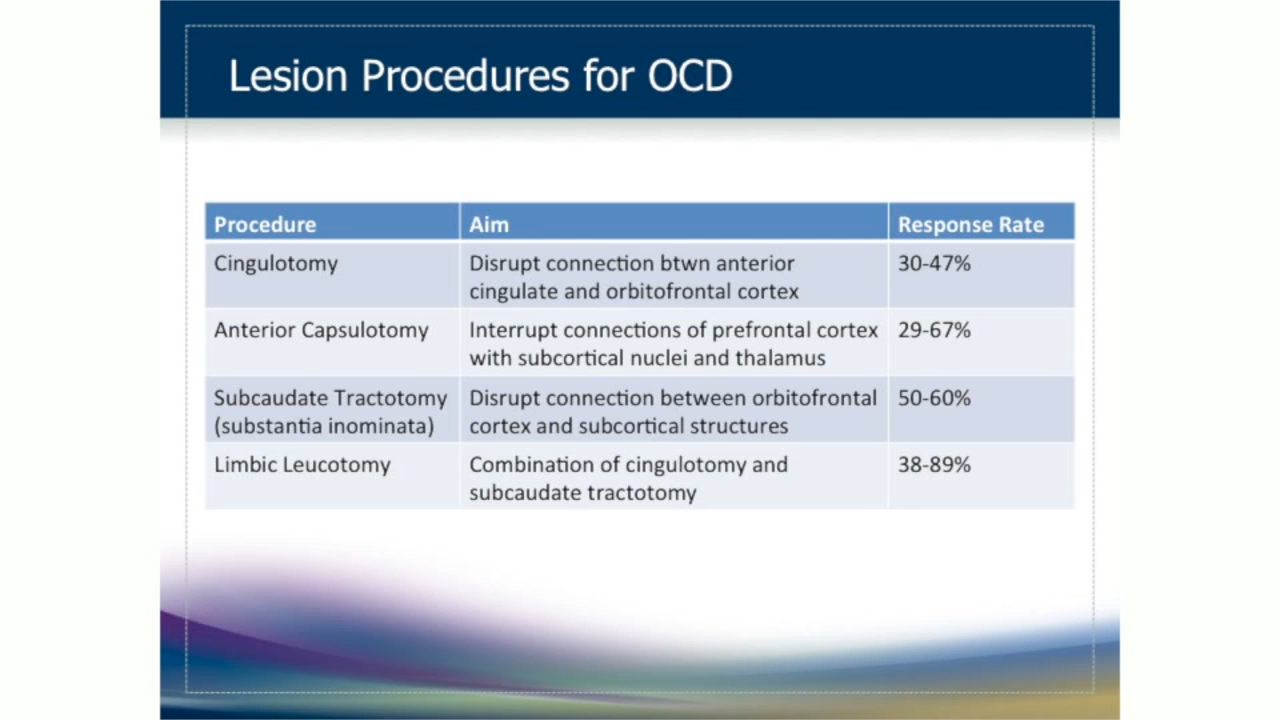 Lesion Procedures for OCD
Procedure Aim Response Rate
Cingulotomy Disrupt connection btwn anterior 30-47%
cingulate and orbitofrontal cortex
Anterior Capsulotomy Interrupt connections of prefrontal cortex 29-67%
with subcortical nuclei and thalamus
Subcaudate Tractotomy Disrupt connection between orbitofrontal 50-60%
(substantia inominata) cortex and subcortical structures
Limbic Leucotomy Combination of cingulotomy and 38-89%
subcaudate tractotomy